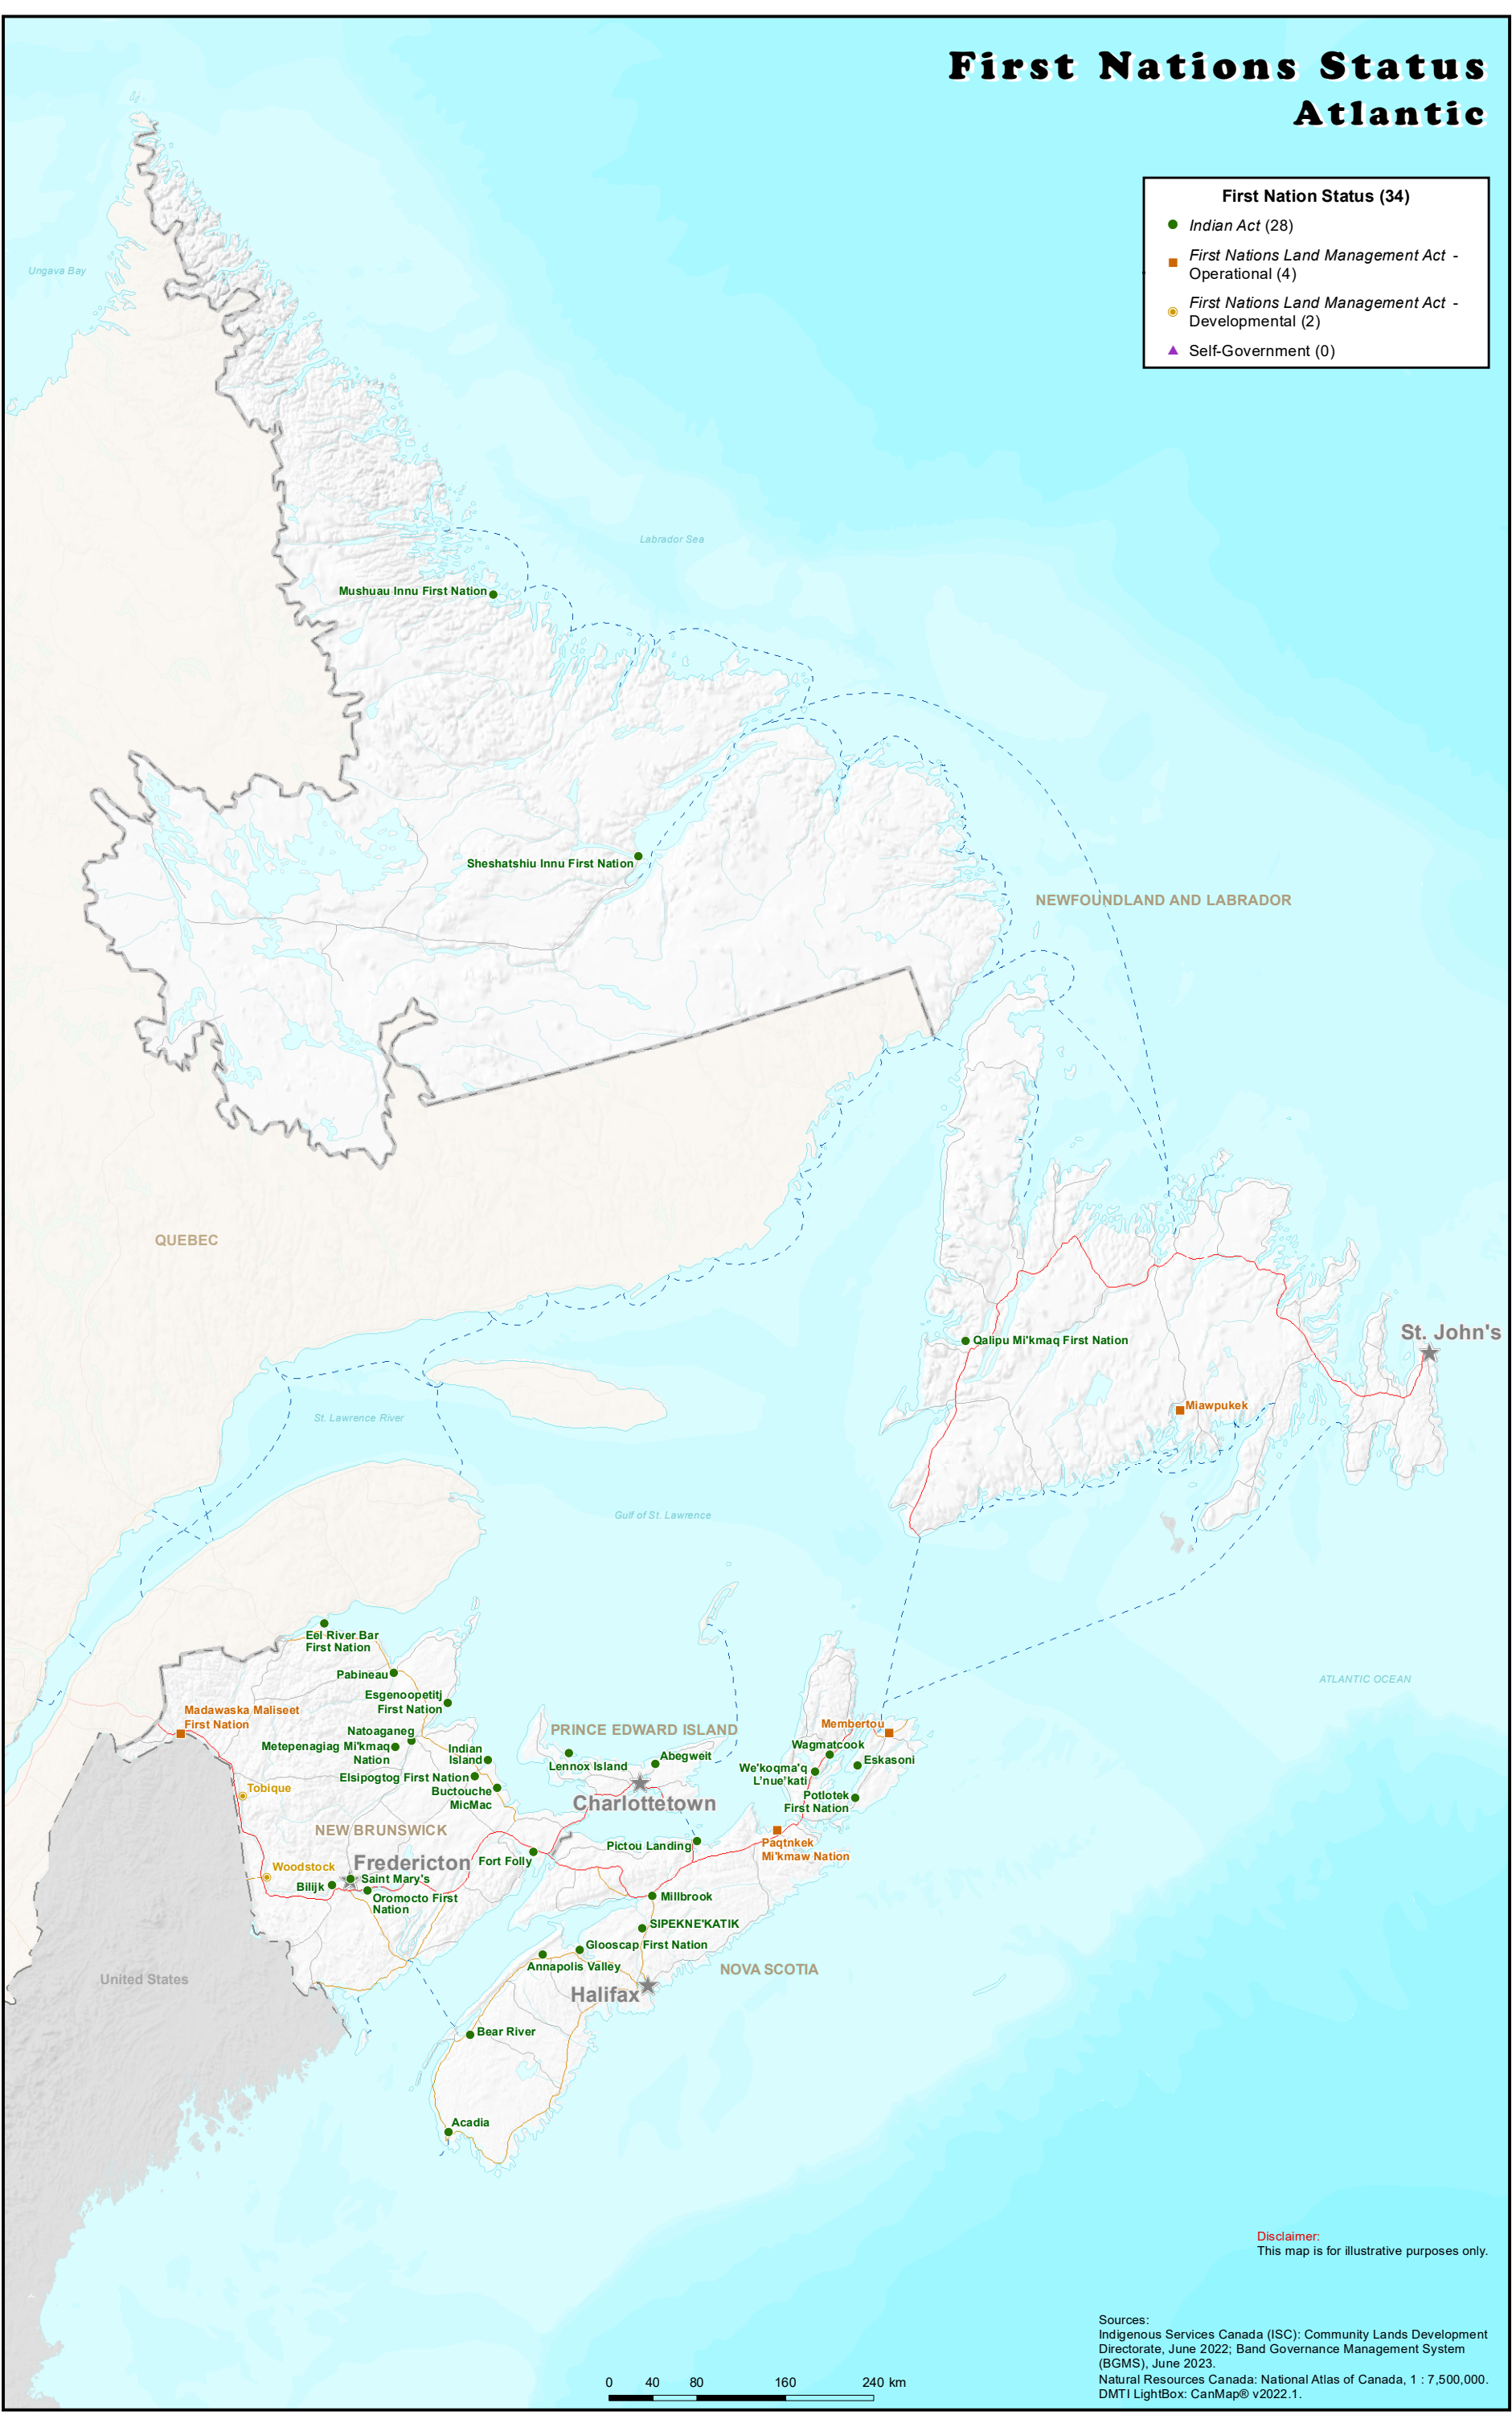 First Nations Status
Atlantic
First Nation Status (34)
Indian Act (28)
First Nations Land Management Act -
Operational (4)
First Nations Land Management Act -
Developmental (2)
Self-Government (0)
Ungava Bay
Labrador Sea
Mushuau Innu First Nation
Sheshatshiu Innu First Nation
NEWFOUNDLAND AND LABRADOR
QUEBEC
St. John's
Qalipu Mi'kmaq First Nation
Miawpukek
St. Lawrence River
Gulf of St. Lawrence
Eel River Bar
First Nation
Pabineau
ATLANTIC OCEAN
Esgenoopetitj
First Nation
Madawaska Maliseet
First Nation
Natoaganeg
Metepenagiag Mi'kmaq
Nation
Indian
Island
Elsipogtog First Nation
Buctouche
MicMac
PRINCE EDWARD ISLAND
Lennox Island
Abegweit
Charlottetown
Membertou
Wagmatcook
Eskasoni
We'koqma'q
L'nue'kati
Potlotek
First Nation
Tobique
NEW BRUNSWICK
Pictou Landing
Paqtnkek
Mi'kmaw Nation
Fort Folly
Woodstock
Fredericton
Saint Mary's
Bilijk
Oromocto First
Nation
Millbrook
SIPEKNE'KATIK
Glooscap First Nation
Annapolis Valley
NOVA SCOTIA
United States
Halifax
Bear River
Acadia
Disclaimer:
This map is for illustrative purposes only.
Sources:
Indigenous Services Canada (ISC): Community Lands Development
Directorate, June 2022; Band Governance Management System
(BGMS), June 2023.
Natural Resources Canada: National Atlas of Canada, 1 : 7,500,000.
DMTI LightBox: CanMap® v2022.1.
0 40 80 160 240 km